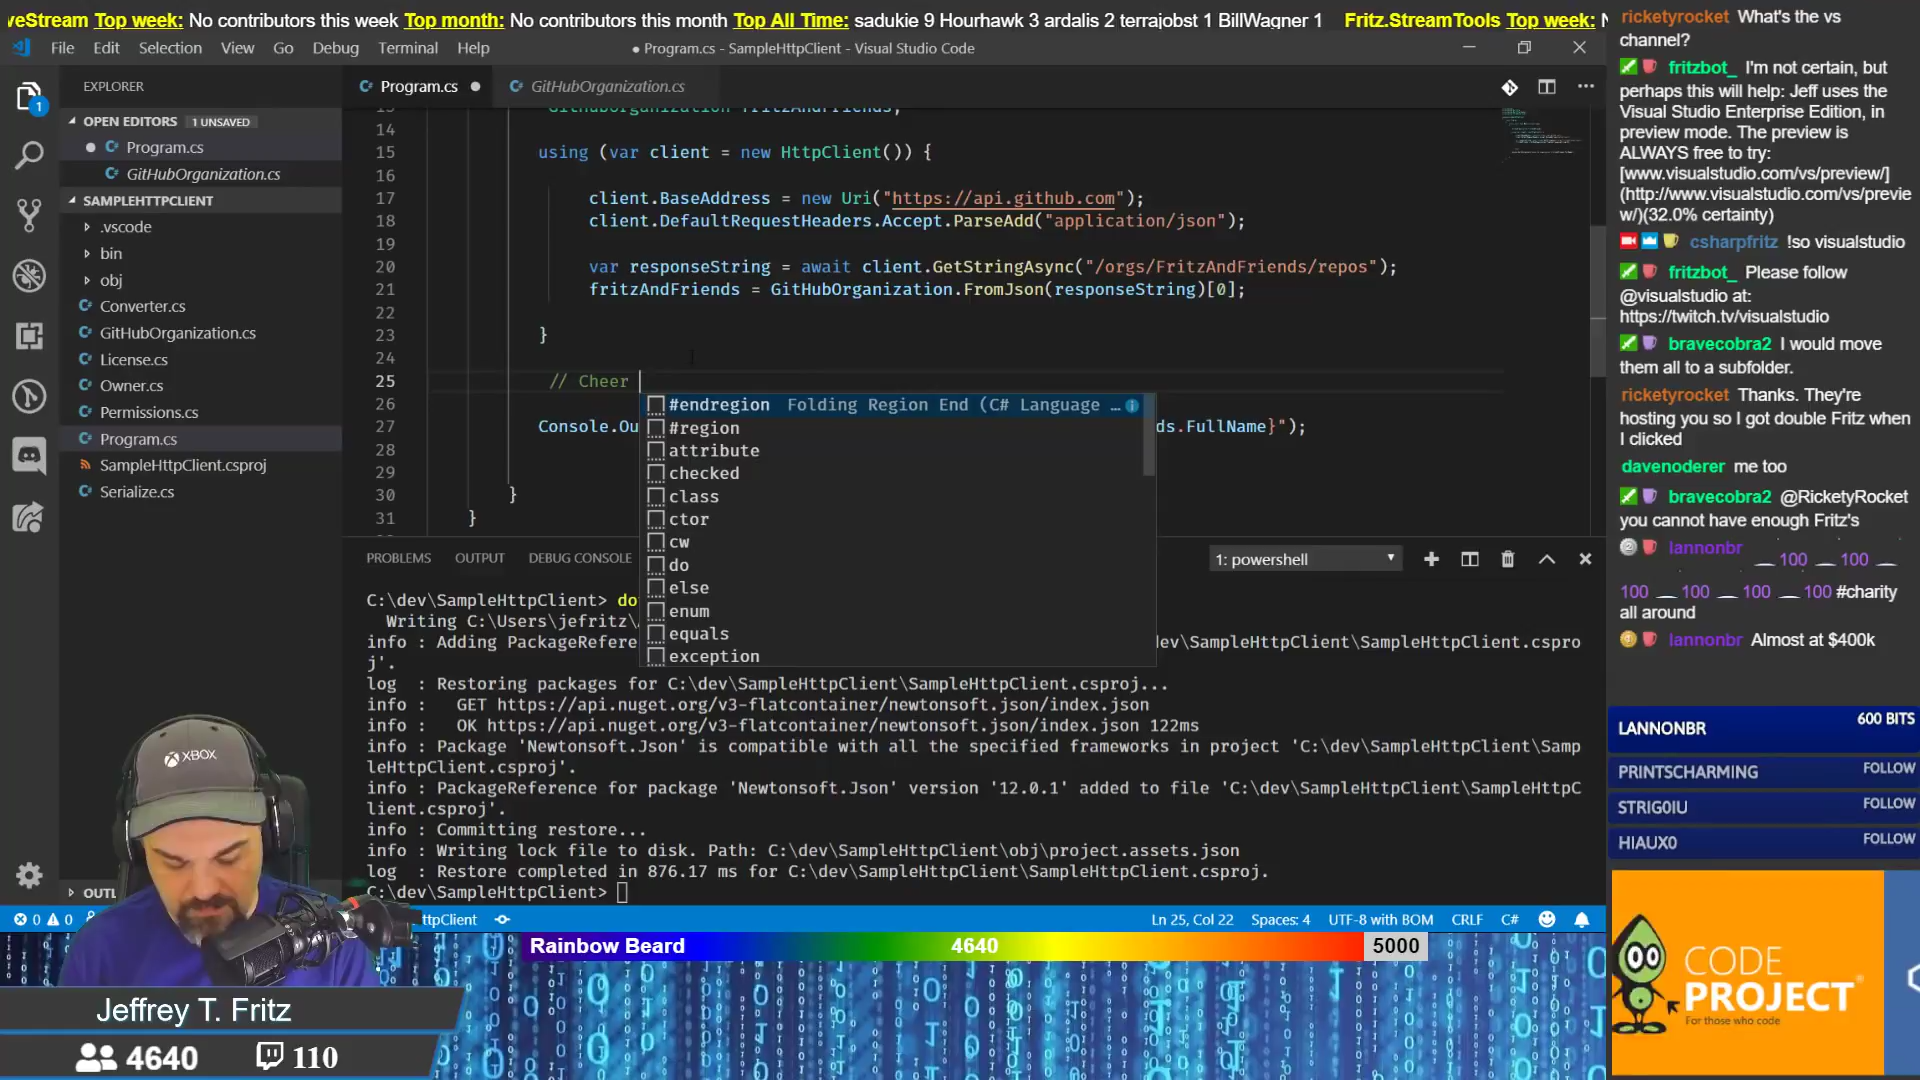 veStream Top week: No contributors this week Top month: No contributors this month Top All Time: sadukie 9 Hourhawk 3 ardalis 2 terrajobst 1 BillWagner 1 Fritz.StreamTools Top week:
File Edit Selection View Go Debug Terminal Help
● Program.cs - SampleHttpClient - Visual Studio Code
EXPLORER
OPEN EDITORS 1 UNSAVED
Program.cs
GitHubOrganization.cs
SAMPLEHTTPCLIENT
.vscode
bin
obj
Converter.cs
GitHubOrganization.cs
License.cs
Owner.cs
Permissions.cs
Program.cs
SampleHttpClient.csproj
Serialize.cs
OUTL
1
Program.cs ●
GitHubOrganization.cs
14
15 using (var client = new HttpClient()) {
16
17 client.BaseAddress = new Uri("https://api.github.com");
18 client.DefaultRequestHeaders.Accept.ParseAdd("application/json");
19
20 var responseString = await client.GetStringAsync("/orgs/FritzAndFriends/repos");
21 fritzAndFriends = GitHubOrganization.FromJson(responseString)[0];
22
23 }
24
25 // Cheer
26
27 Console.Ou ds.FullName}");
28
29
30 }
31 }
#endregion Folding Region End (C# Language …
#region
attribute
checked
class
ctor
cw
do
else
enum
equals
exception
PROBLEMS OUTPUT DEBUG CONSOLE
1: powershell
C:\dev\SampleHttpClient> do
Writing C:\Users\jefritz\
info : Adding PackageRefere ev\SampleHttpClient\SampleHttpClient.cspro
j'.
log : Restoring packages for C:\dev\SampleHttpClient\SampleHttpClient.csproj...
info : GET https://api.nuget.org/v3-flatcontainer/newtonsoft.json/index.json
info : OK https://api.nuget.org/v3-flatcontainer/newtonsoft.json/index.json 122ms
info : Package 'Newtonsoft.Json' is compatible with all the specified frameworks in project 'C:\dev\SampleHttpClient\Samp
leHttpClient.csproj'.
info : PackageReference for package 'Newtonsoft.Json' version '12.0.1' added to file 'C:\dev\SampleHttpClient\SampleHttpC
lient.csproj'.
info : Committing restore...
info : Writing lock file to disk. Path: C:\dev\SampleHttpClient\obj\project.assets.json
log : Restore completed in 876.17 ms for C:\dev\SampleHttpClient\SampleHttpClient.csproj.
C:\dev\SampleHttpClient>
0 0 ttpClient Ln 25, Col 22 Spaces: 4 UTF-8 with BOM CRLF C#
Rainbow Beard 4640 5000
XBOX
Jeffrey T. Fritz
4640 110
ricketyrocket What's the vs
channel?
fritzbot_ I'm not certain, but
perhaps this will help: Jeff uses the
Visual Studio Enterprise Edition, in
preview mode. The preview is
ALWAYS free to try:
[www.visualstudio.com/vs/preview/]
(http://www.visualstudio.com/vs/previe
w/)(32.0% certainty)
csharpfritz !so visualstudio
fritzbot_ Please follow
@visualstudio at:
https://twitch.tv/visualstudio
bravecobra2 I would move
them all to a subfolder.
ricketyrocket Thanks. They're
hosting you so I got double Fritz when
I clicked
davenoderer me too
bravecobra2 @RicketyRocket
you cannot have enough Fritz's
lannonbr 100 100
100 100 100 100 #charity
all around
lannonbr Almost at $400k
LANNONBR 600 BITS
PRINTSCHARMING FOLLOW
STRIG0IU FOLLOW
HIAUX0 FOLLOW
CODE
PROJECT®
For those who code